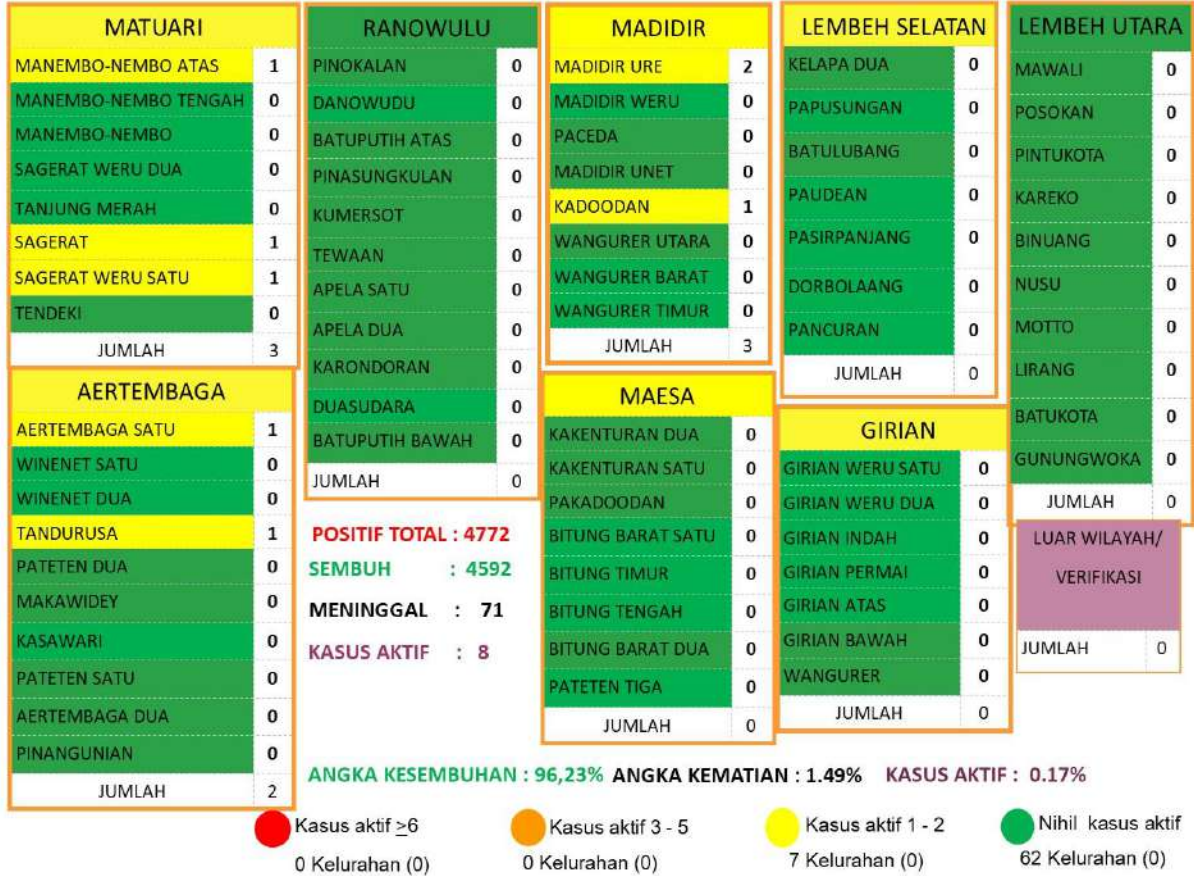 MATUARI
MANEMBO-NEMBO ATAS 1
MANEMBO-NEMBO TENGAH 0
MANEMBO-NEMBO 0
SAGERAT WERU DUA 0
TANJUNG MERAH 0
SAGERAT 1
SAGERAT WERU SATU 1
TENDEKI 0
JUMLAH 3
AERTEMBAGA
AERTEMBAGA SATU 1
WINENET SATU 0
WINENET DUA 0
TANDURUSA 1
PATETEN DUA 0
MAKAWIDEY 0
KASAWARI 0
PATETEN SATU 0
AERTEMBAGA DUA 0
PINANGUNIAN 0
JUMLAH 2
RANOWULU
PINOKALAN 0
DANOWUDU 0
BATUPUTIH ATAS 0
PINASUNGKULAN 0
KUMERSOT 0
TEWAAN 0
APELA SATU 0
APELA DUA 0
KARONDORAN 0
DUASUDARA 0
BATUPUTIH BAWAH 0
JUMLAH 0
POSITIF TOTAL : 4772
SEMBUH : 4592
MENINGGAL : 71
KASUS AKTIF : 8
MADIDIR
MADIDIR URE 2
MADIDIR WERU 0
PACEDA 0
MADIDIR UNET 0
KADOODAN 1
WANGURER UTARA 0
WANGURER BARAT 0
WANGURER TIMUR 0
JUMLAH 3
MAESA
KAKENTURAN DUA 0
KAKENTURAN SATU 0
PAKADOODAN 0
BITUNG BARAT SATU 0
BITUNG TIMUR 0
BITUNG TENGAH 0
BITUNG BARAT DUA 0
PATETEN TIGA 0
JUMLAH 0
LEMBEH SELATAN
KELAPA DUA 0
PAPUSUNGAN 0
BATULUBANG 0
PAUDEAN 0
PASIRPANJANG 0
DORBOLAANG 0
PANCURAN 0
JUMLAH 0
GIRIAN
GIRIAN WERU SATU 0
GIRIAN WERU DUA 0
GIRIAN INDAH 0
GIRIAN PERMAI 0
GIRIAN ATAS 0
GIRIAN BAWAH 0
WANGURER 0
JUMLAH 0
LEMBEH UTARA
MAWALI 0
POSOKAN 0
PINTUKOTA 0
KAREKO 0
BINUANG 0
NUSU 0
MOTTO 0
LIRANG 0
BATUKOTA 0
GUNUNGWOKA 0
JUMLAH 0
LUAR WILAYAH/
VERIFIKASI
JUMLAH 0
ANGKA KESEMBUHAN : 96,23% ANGKA KEMATIAN : 1.49% KASUS AKTIF : 0.17%
Kasus aktif ≥6
0 Kelurahan (0)
Kasus aktif 3 - 5
0 Kelurahan (0)
Kasus aktif 1 - 2
7 Kelurahan (0)
Nihil kasus aktif
62 Kelurahan (0)